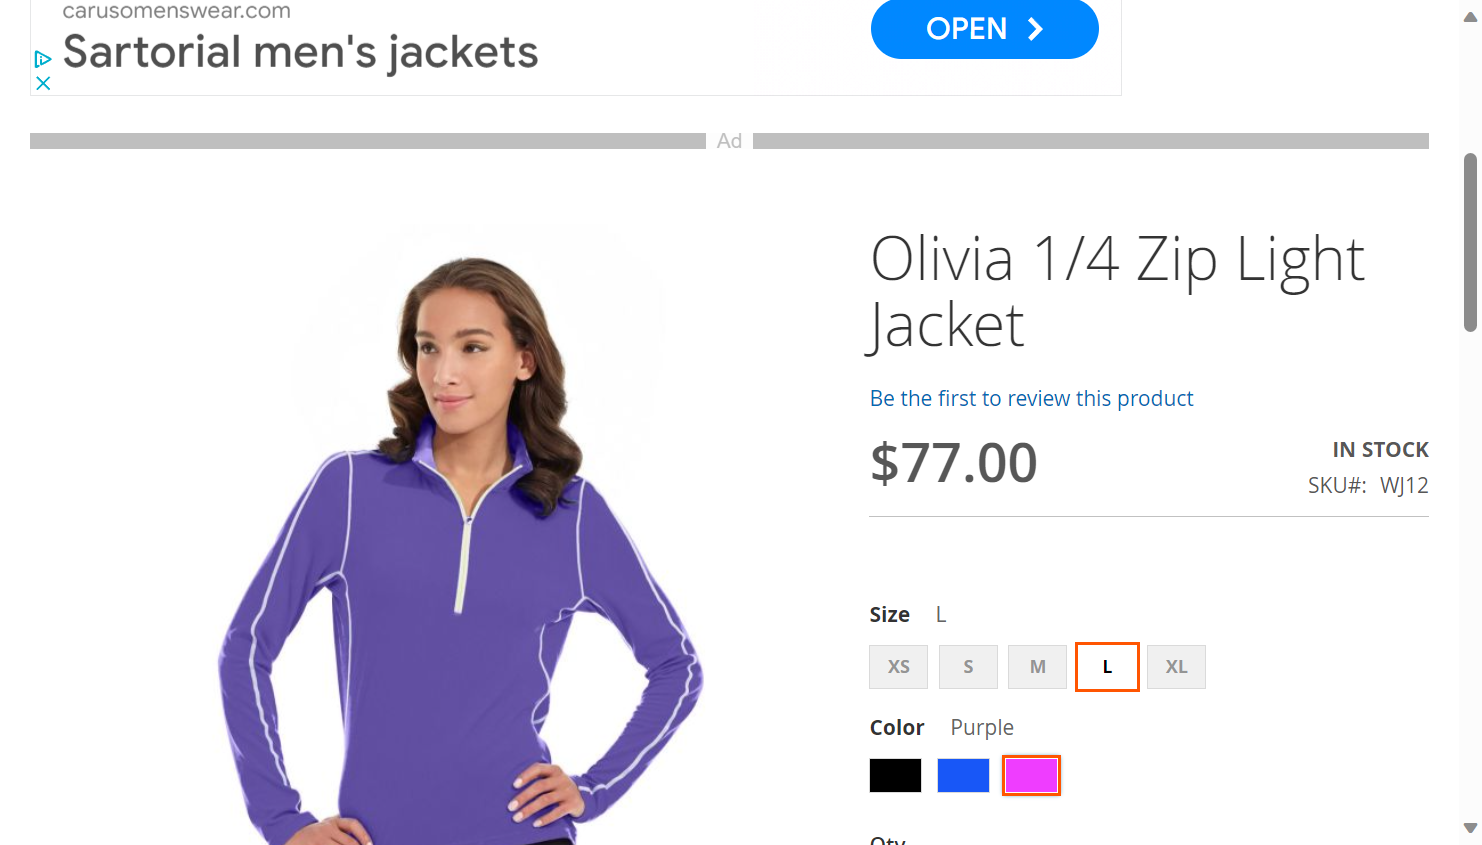 carusomenswear.com
Sartorial men's jackets
OPEN
Ad
Olivia 1/4 Zip Light
Jacket
Be the first to review this product
$77.00
IN STOCK
SKU#: WJ12
Size L
XS S M L XL
Color Purple
Qty